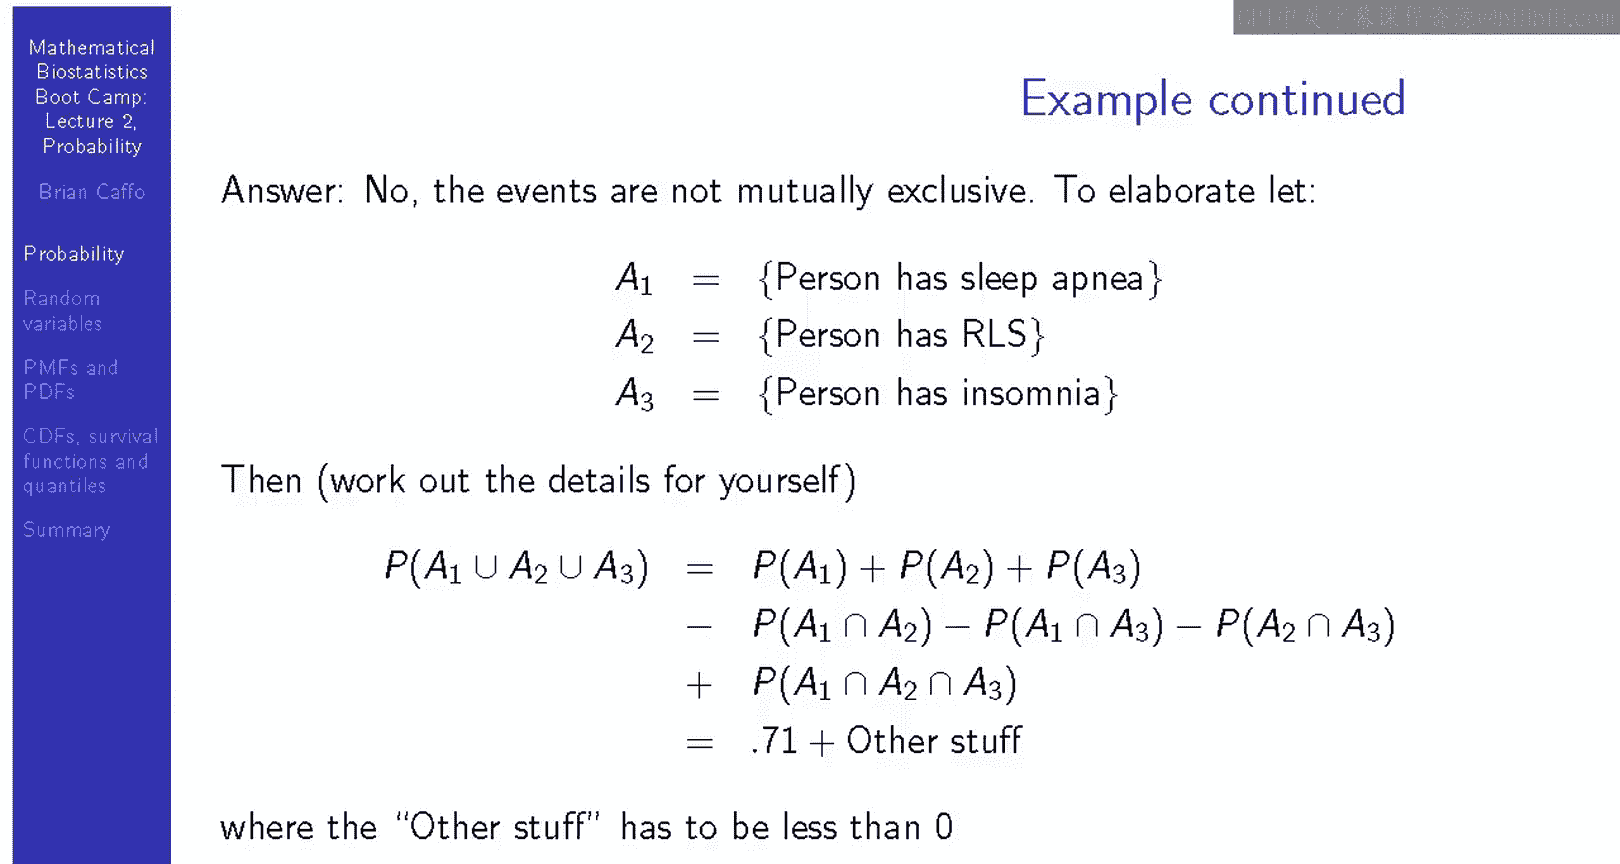 Mathematical
Biostatistics
Boot Camp:
Lecture 2,
Probability
Brian Caffo
Probability
Random
variables
PMFs and
PDFs
CDFs, survival
functions and
quantiles
Summary
Example continued
Answer: No, the events are not mutually exclusive. To elaborate let:
A₁ = {Person has sleep apnea}
A₂ = {Person has RLS}
A₃ = {Person has insomnia}
Then (work out the details for yourself)
P(A₁ ∪ A₂ ∪ A₃) = P(A₁) + P(A₂) + P(A₃)
− P(A₁ ∩ A₂) − P(A₁ ∩ A₃) − P(A₂ ∩ A₃)
+ P(A₁ ∩ A₂ ∩ A₃)
= .71 + Other stuff
where the “Other stuff” has to be less than 0